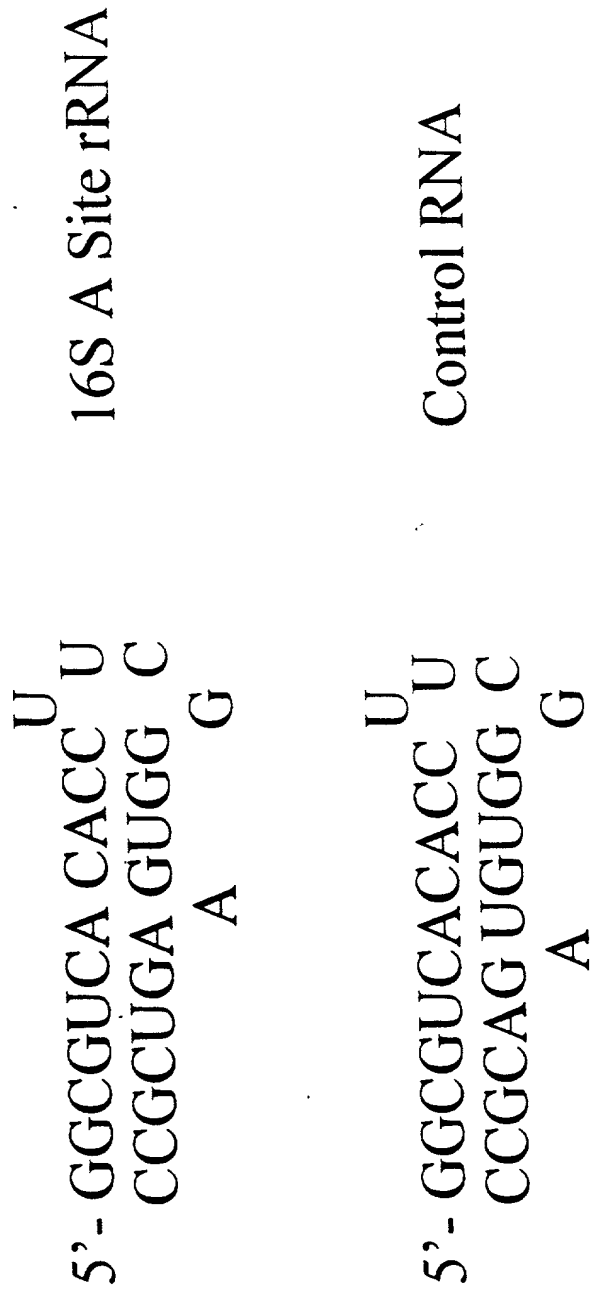 U
5'- GGCGUCA CACC U 16S A Site rRNA
CCGCUGA GUGG C
A G
U
5'- GGCGUCACACC U Control RNA
CCGCAG UGUGG C
A G